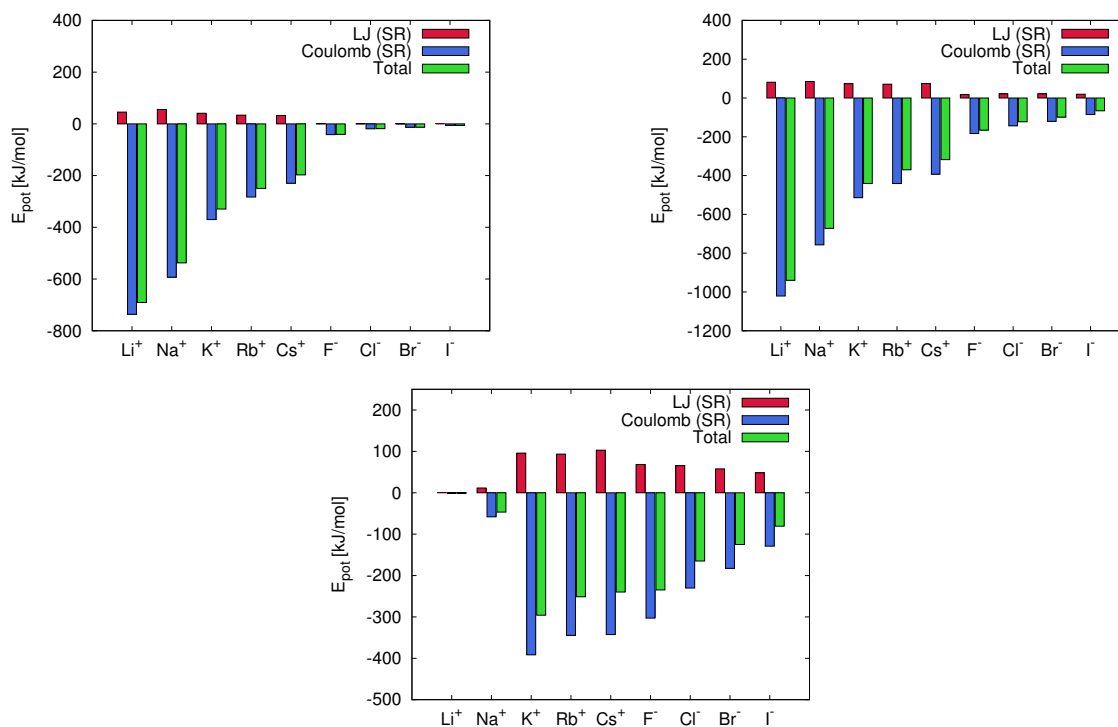 400
200
0
-200
-400
-600
-800
E_pot [kJ/mol]
LJ (SR)
Coulomb (SR)
Total
Li⁺ Na⁺ K⁺ Rb⁺ Cs⁺ F⁻ Cl⁻ Br⁻ I⁻
400
200
0
-200
-400
-600
-800
-1000
-1200
E_pot [kJ/mol]
LJ (SR)
Coulomb (SR)
Total
Li⁺ Na⁺ K⁺ Rb⁺ Cs⁺ F⁻ Cl⁻ Br⁻ I⁻
200
100
0
-100
-200
-300
-400
-500
E_pot [kJ/mol]
LJ (SR)
Coulomb (SR)
Total
Li⁺ Na⁺ K⁺ Rb⁺ Cs⁺ F⁻ Cl⁻ Br⁻ I⁻